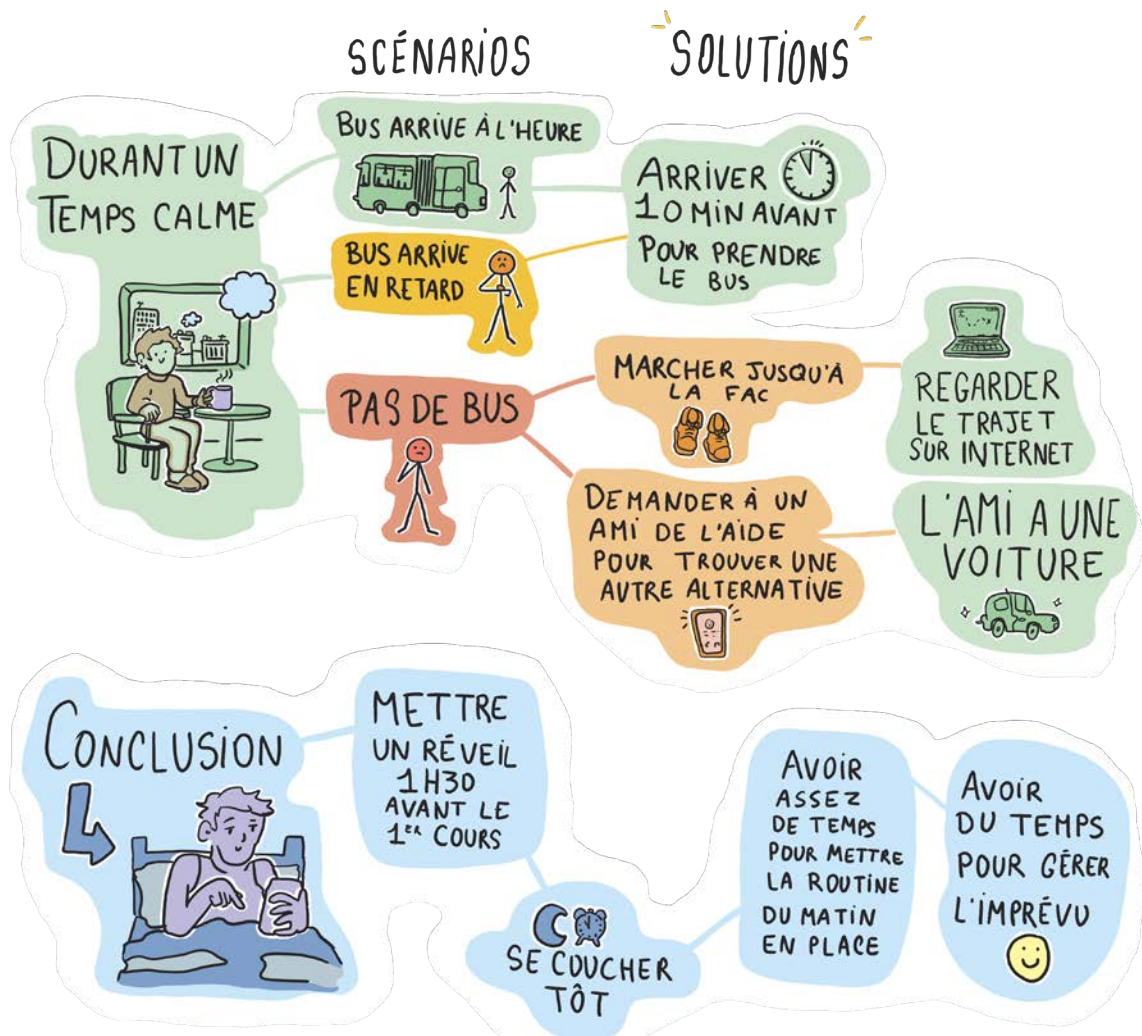 SCÉNARIOS
SOLUTIONS
DURANT UN
TEMPS CALME
BUS ARRIVE À L'HEURE
ARRIVER
10 MIN AVANT
POUR PRENDRE
LE BUS
BUS ARRIVE
EN RETARD
PAS DE BUS
MARCHER JUSQU'À
LA FAC
REGARDER
LE TRAJET
SUR INTERNET
DEMANDER À UN
AMI DE L'AIDE
POUR TROUVER UNE
AUTRE ALTERNATIVE
L'AMI A UNE
VOITURE
CONCLUSION
METTRE
UN RÉVEIL
1H30
AVANT LE
1ER COURS
SE COUCHER
TÔT
AVOIR
ASSEZ
DE TEMPS
POUR METTRE
LA ROUTINE
DU MATIN
EN PLACE
AVOIR
DU TEMPS
POUR GÉRER
L'IMPRÉVU